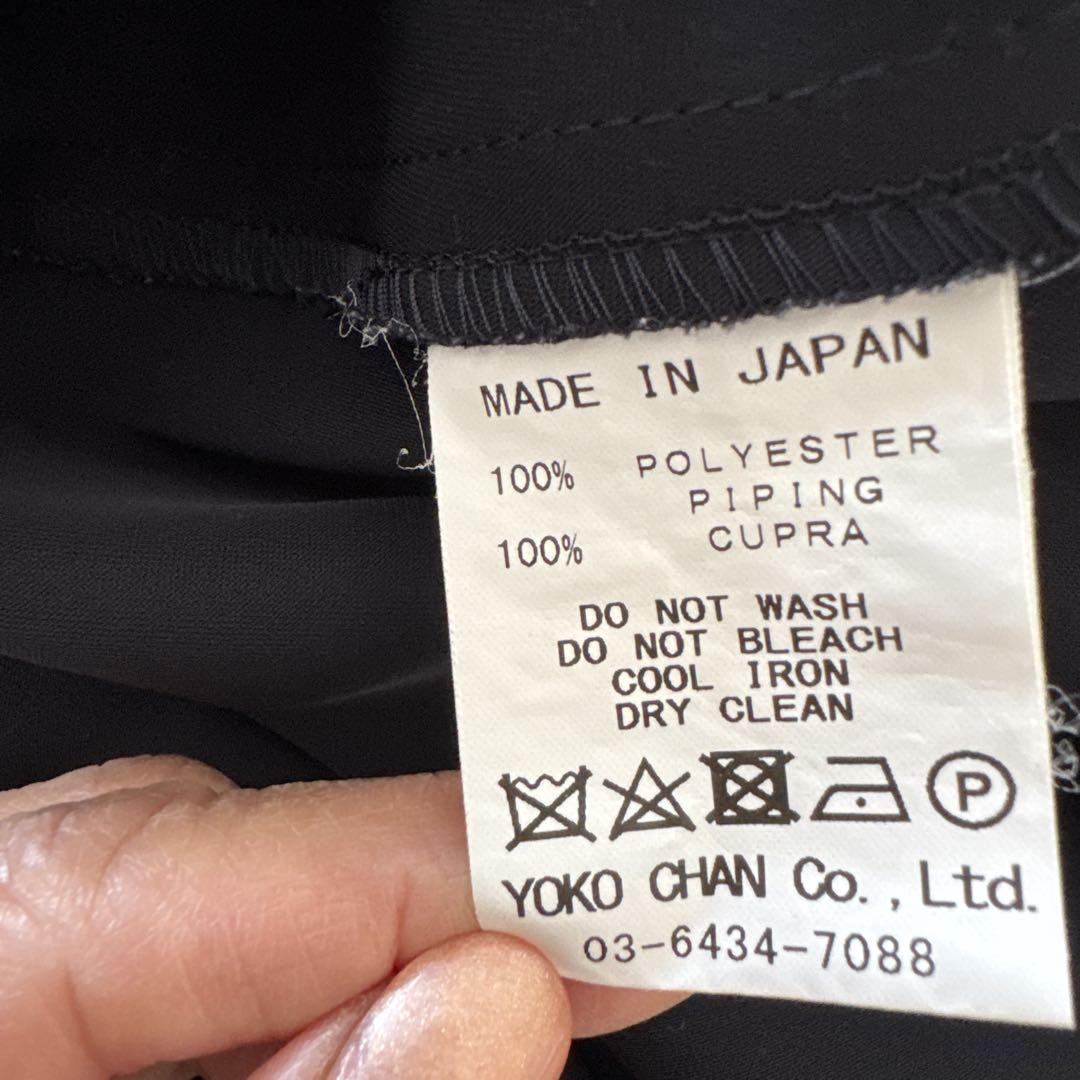 MADE IN JAPAN
100% POLYESTER
PIPING
100% CUPRA
DO NOT WASH
DO NOT BLEACH
COOL IRON
DRY CLEAN
P
YOKO CHAN Co., Ltd.
03-6434-7088